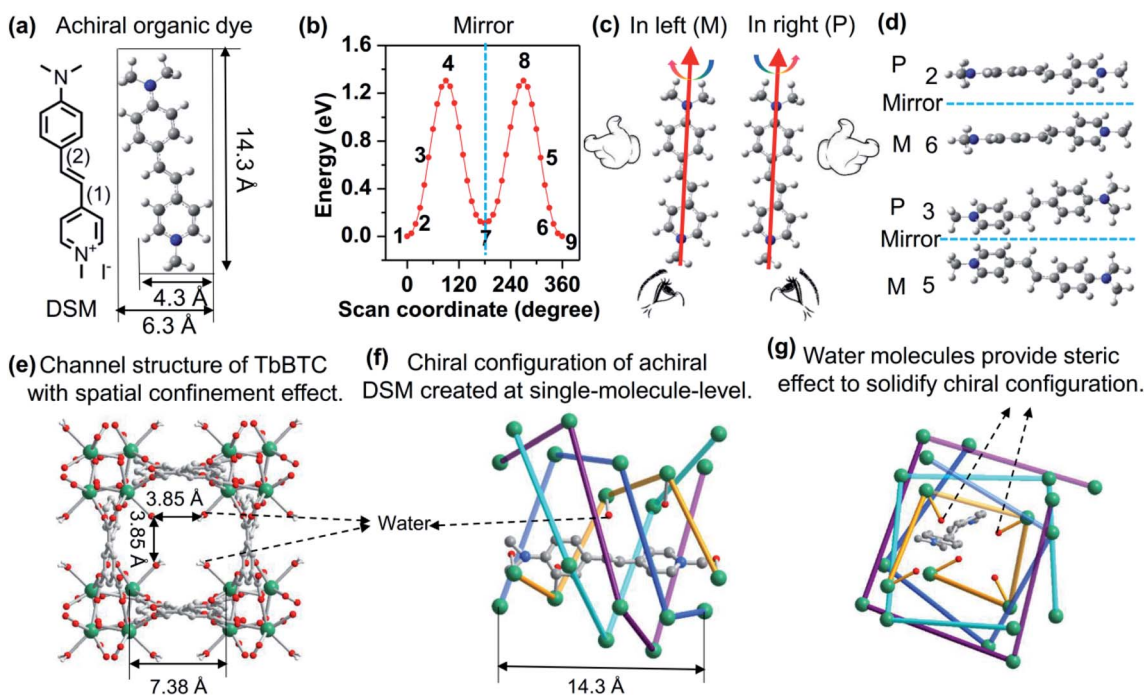 (a) Achiral organic dye
N
(2)
(1)
N+
I-
DSM
14.3 Å
4.3 Å
6.3 Å
(b) Mirror
Energy (eV)
1.6
1.2
0.8
0.4
0.0
1
2
3
4
5
6
7
8
9
0 120 240 360
Scan coordinate (degree)
(c) In left (M) In right (P)
(d)
P 2
Mirror
M 6
P 3
Mirror
M 5
(e) Channel structure of TbBTC
with spatial confinement effect.
3.85 Å
3.85 Å
7.38 Å
Water
(f) Chiral configuration of achiral
DSM created at single-molecule-level.
14.3 Å
(g) Water molecules provide steric
effect to solidify chiral configuration.